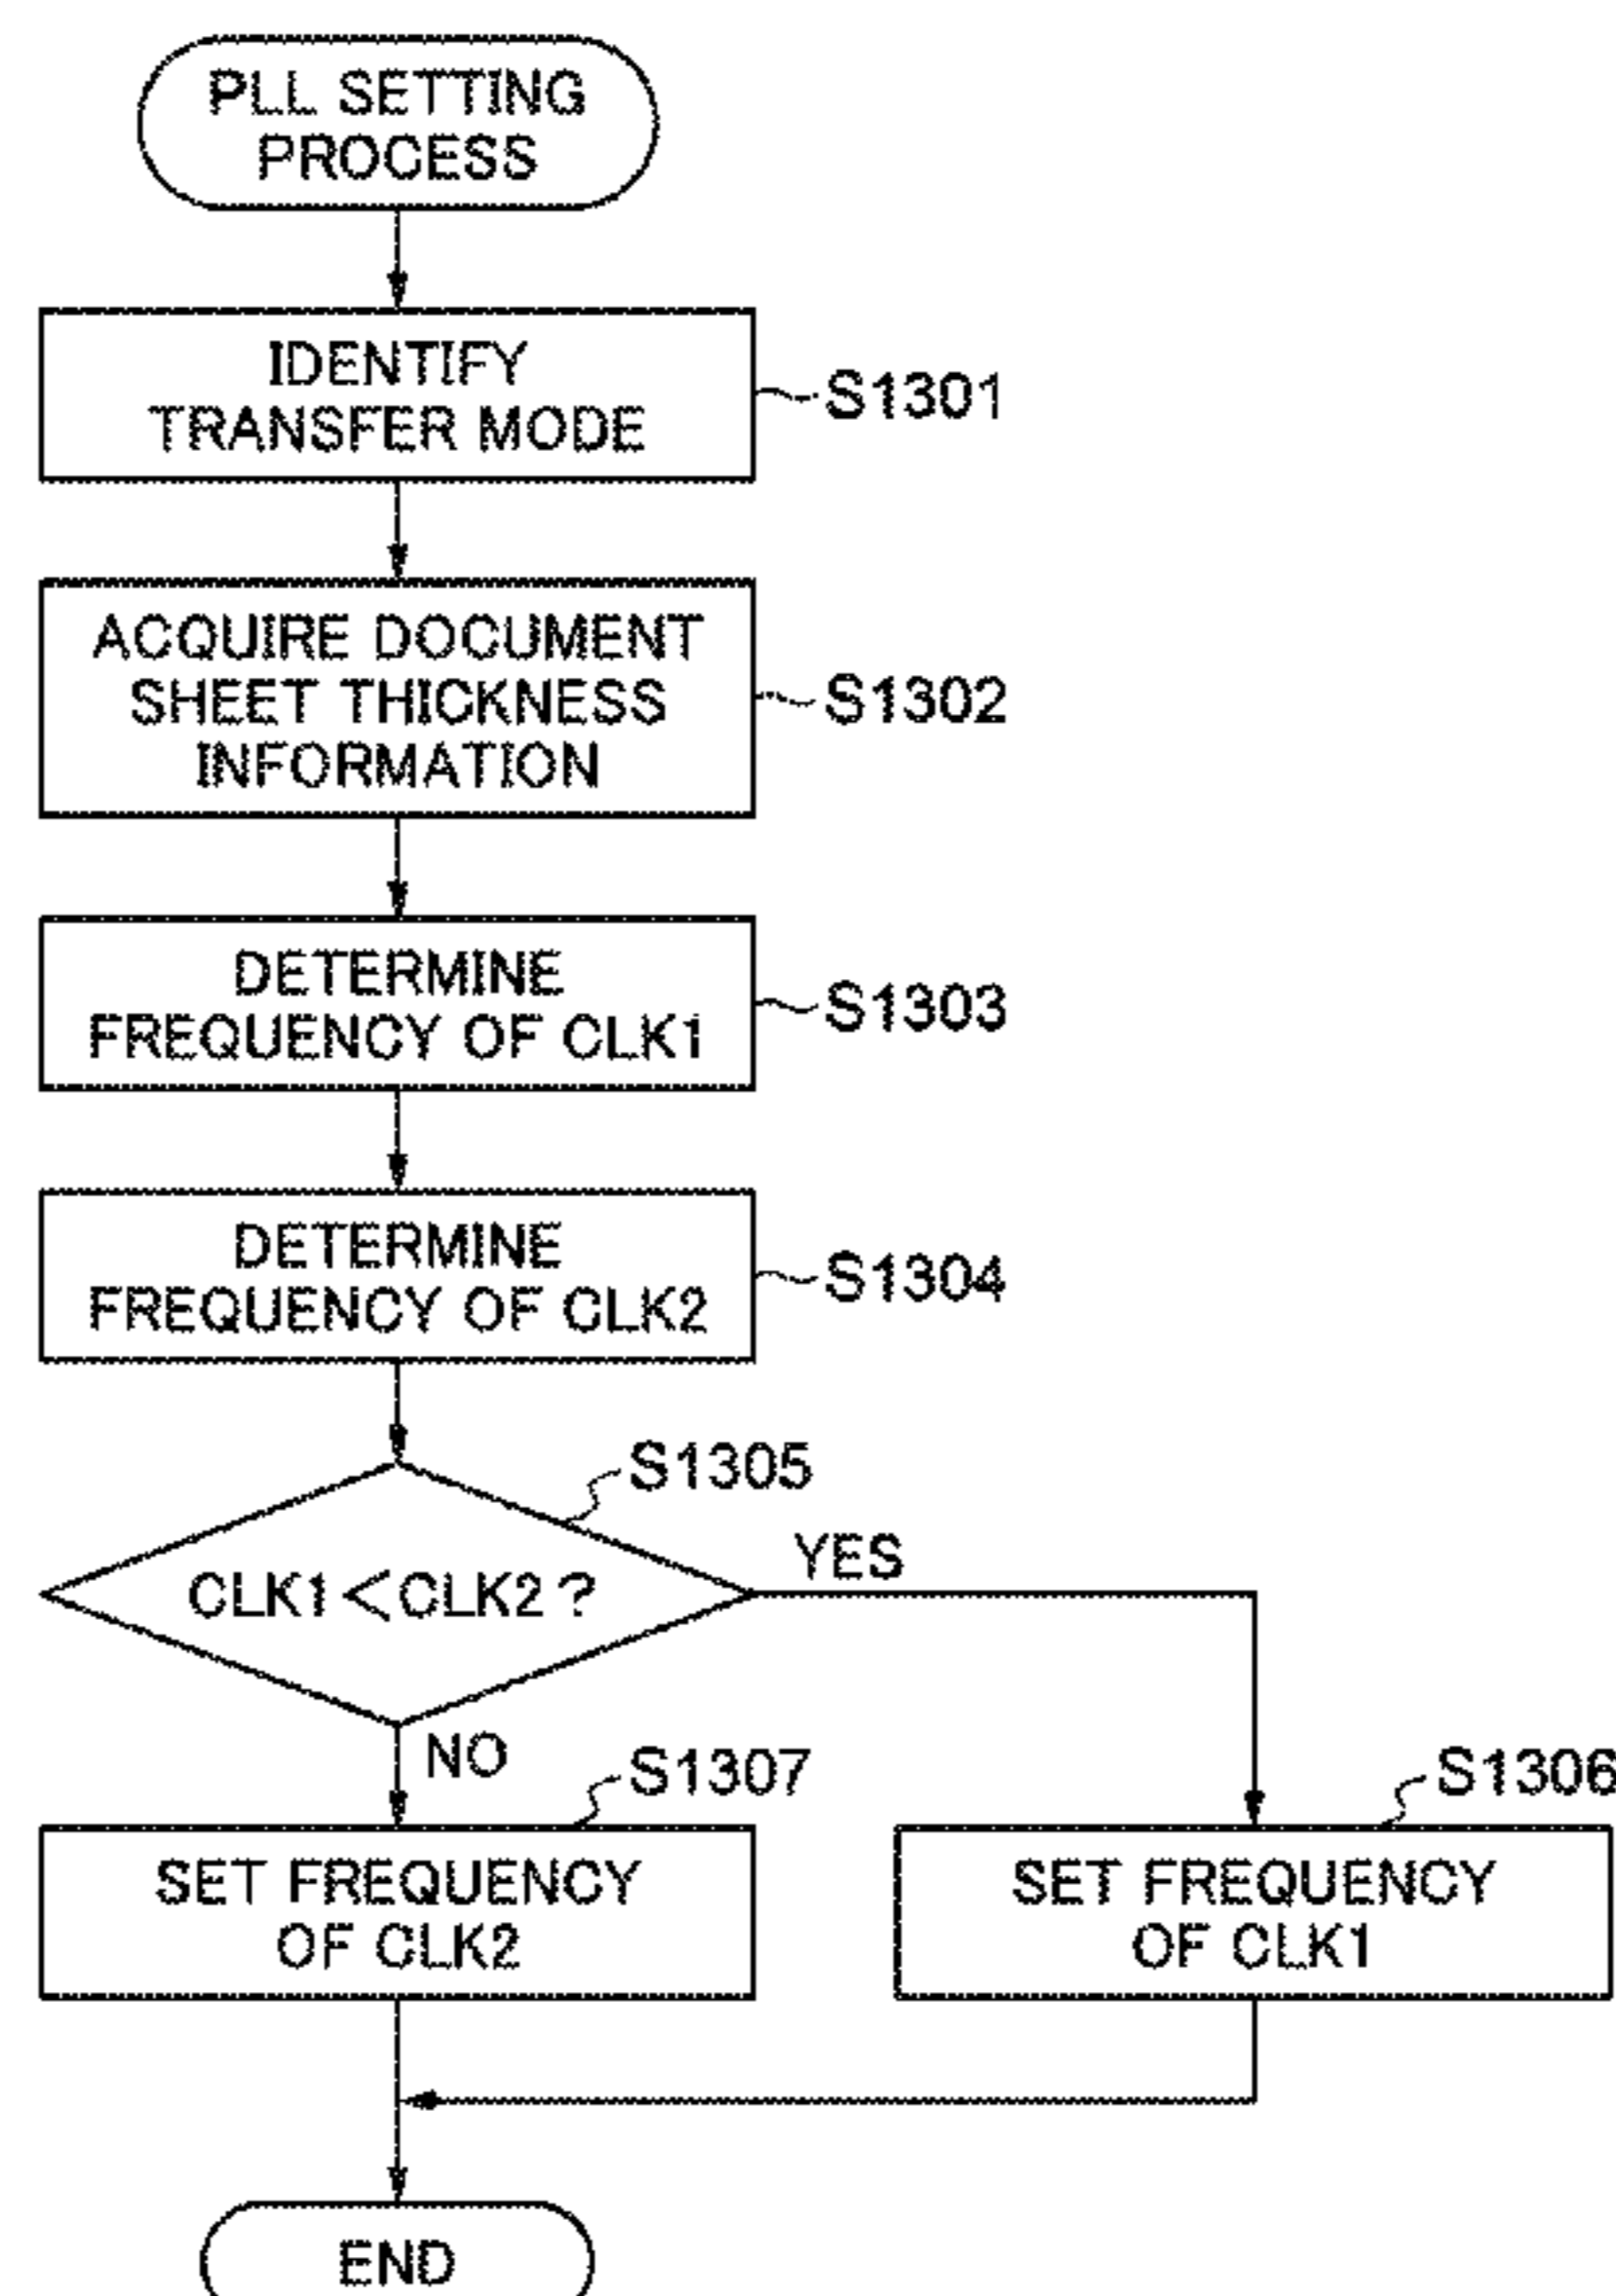 PLL SETTING
PROCESS
IDENTIFY
TRANSFER MODE
S1301
ACQUIRE DOCUMENT
SHEET THICKNESS
INFORMATION
S1302
DETERMINE
FREQUENCY OF CLK1
S1303
DETERMINE
FREQUENCY OF CLK2
S1304
S1305
CLK1<CLK2?
YES
NO
S1307
SET FREQUENCY
OF CLK2
S1306
SET FREQUENCY
OF CLK1
END